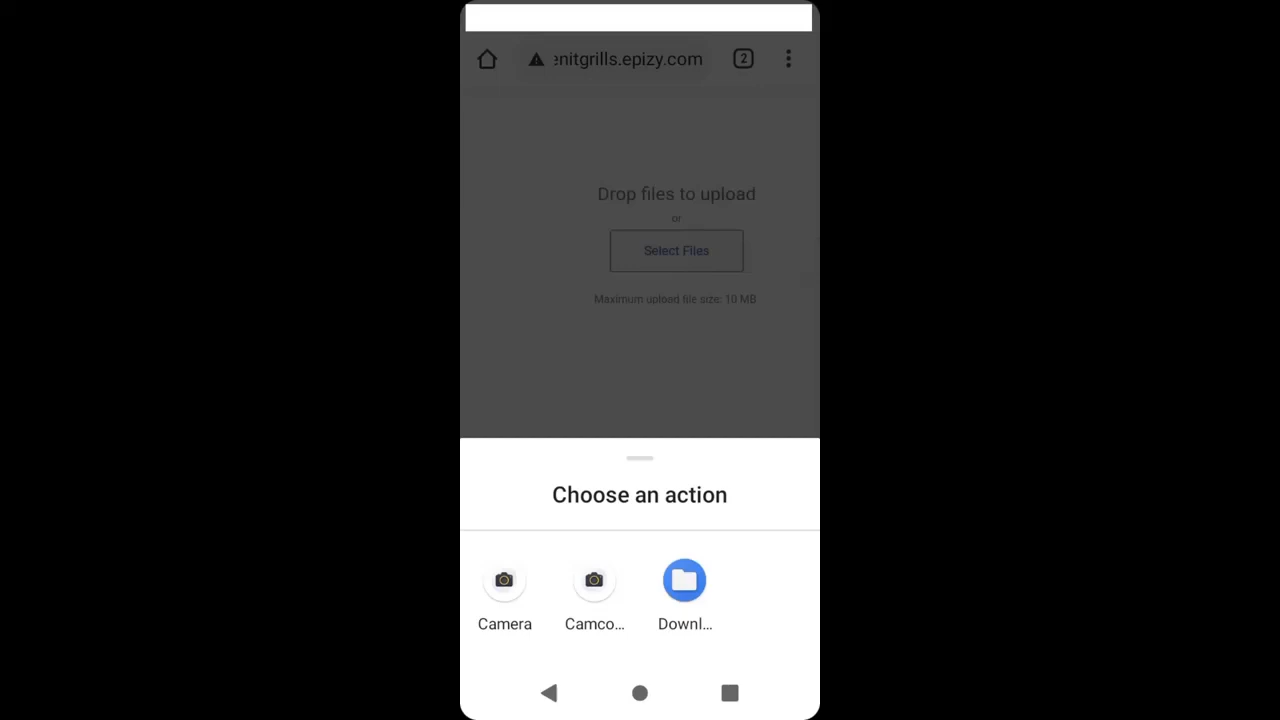 enitgrills.epizy.com
2
Drop files to upload
or
Select Files
Maximum upload file size: 10 MB
Choose an action
Camera
Camco...
Downl...